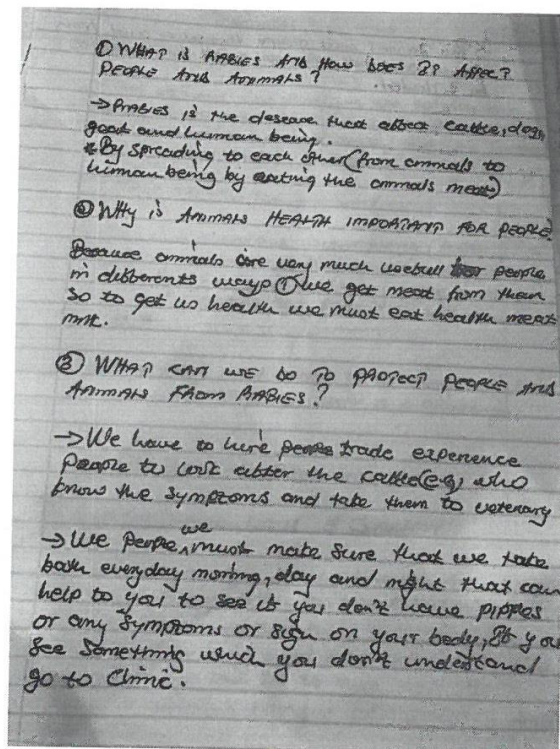 ① WHAT IS RABIES AND HOW DOES IT AFFECT
PEOPLE AND ANIMALS?
→ RABIES is the desease that affect cattle, dog,
goat and human being.
* By spreading to each other (from ammals to
human being by eating the ammals meat)
② Why is ANIMALS HEALTH IMPORTANT FOR PEOPLE
Because ammals are very much usebull for people
in differents ways ① we get meat from them
so to get us health we must eat health meat
③ WHAT CAN WE DO TO PROTECT PEOPLE AND
ANIMALS FROM RABIES?
→ We have to hire people trade experience
people to look after the cattle(e.g) who
know the symptoms and take them to veterinary
→ We people, we must make sure that we take
bath everyday morning, day and night that can
help to you to see if you don't have pipples
or any symptoms or sign on your body, If you
see something which you don't understand
go to Clinic.